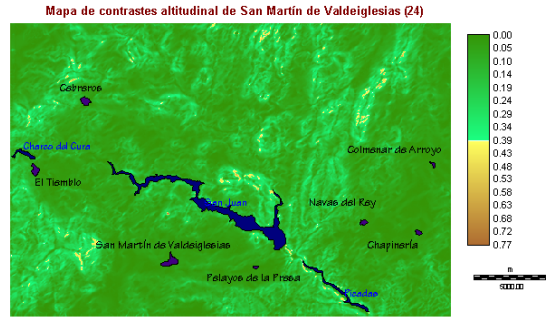 Mapa de contrastes altitudinal de San Martín de Valdeiglesias (24)
Cebreros
Charco del Cura
El Tiemblo
San Juan
Colmenar de Arroyo
Navas del Rey
Chapinería
San Martín de Valdeiglesias
Pelayos de la Presa
Picadas
0.00
0.05
0.10
0.14
0.19
0.24
0.29
0.34
0.39
0.43
0.48
0.53
0.58
0.63
0.68
0.72
0.77
m
5000.00